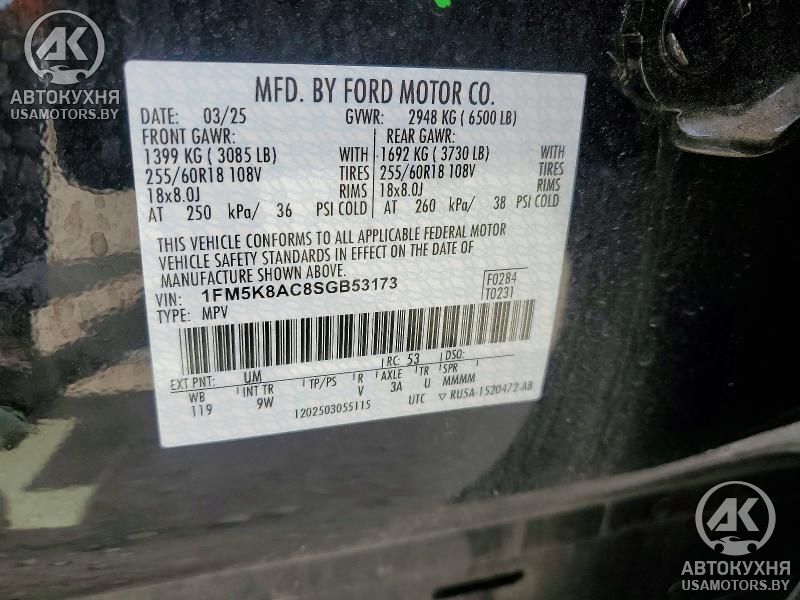 AK
АВТОКУХНЯ
USAMOTORS.BY
MFD. BY FORD MOTOR CO.
DATE: 03/25 GVWR: 2948 KG ( 6500 LB)
FRONT GAWR: REAR GAWR:
1399 KG ( 3085 LB) WITH 1692 KG ( 3730 LB) WITH
255/60R18 108V TIRES 255/60R18 108V TIRES
18x8.0J RIMS 18x8.0J RIMS
AT 250 kPa/ 36 PSI COLD AT 260 kPa/ 38 PSI COLD
THIS VEHICLE CONFORMS TO ALL APPLICABLE FEDERAL MOTOR
VEHICLE SAFETY STANDARDS IN EFFECT ON THE DATE OF
MANUFACTURE SHOWN ABOVE.
VIN: 1FM5K8AC8SGB53173 F0284
TYPE: MPV T0231
EXT PNT: UM RC: 53 DSO:
WB INT TR TP/PS R AXLE TR SPR
119 9W V 3A U MMMM
1202503055115 UTC ▽ RU5A-1520472-AB
AK
АВТОКУХНЯ
USAMOTORS.BY